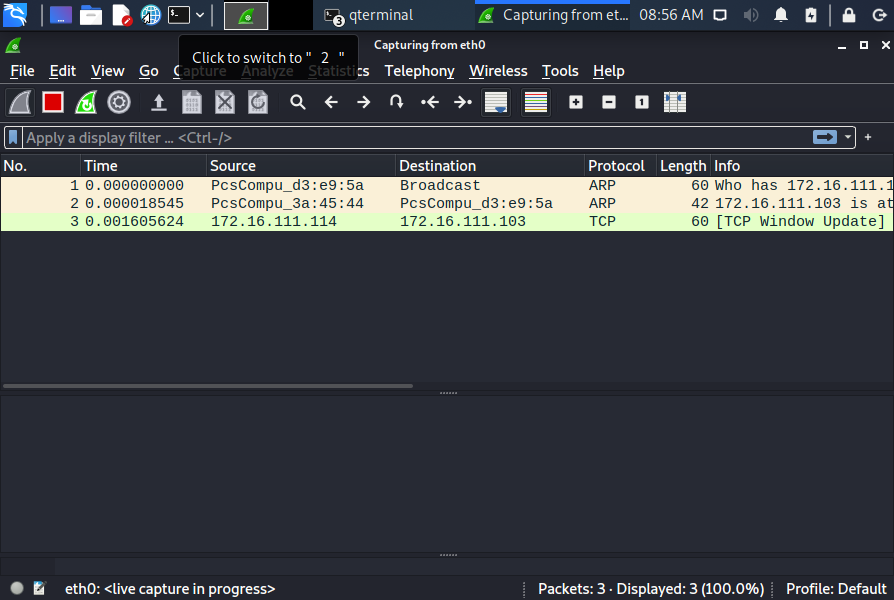 3 qterminal
Capturing from et...
08:56 AM
Click to switch to " 2 "
Capturing from eth0
File Edit View Go Capture Analyze Statistics Telephony Wireless Tools Help
1
Apply a display filter ... <Ctrl-/>
+
No. Time Source Destination Protocol Length Info
1 0.000000000 PcsCompu_d3:e9:5a Broadcast ARP 60 Who has 172.16.111.1
2 0.000018545 PcsCompu_3a:45:44 PcsCompu_d3:e9:5a ARP 42 172.16.111.103 is at
3 0.001605624 172.16.111.114 172.16.111.103 TCP 60 [TCP Window Update]
eth0: <live capture in progress>
Packets: 3 · Displayed: 3 (100.0%)
Profile: Default